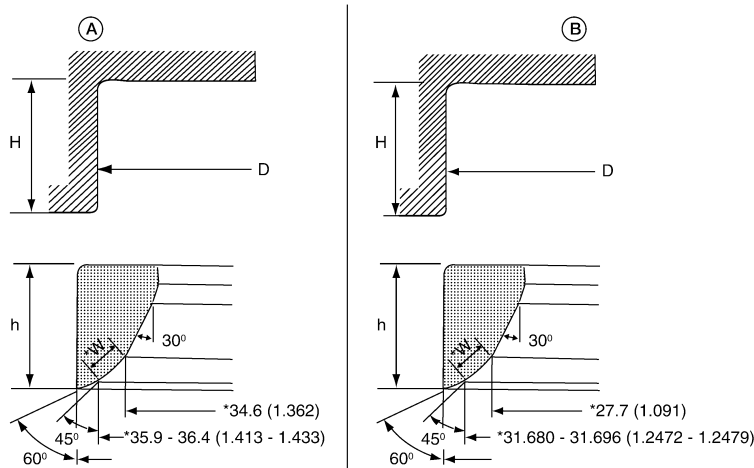 A
H
D
h
*W
30⁰
*34.6 (1.362)
45⁰
*35.9 - 36.4 (1.413 - 1.433)
60⁰
B
H
D
h
*W
30⁰
*27.7 (1.091)
45⁰
*31.680 - 31.696 (1.2472 - 1.2479)
60⁰